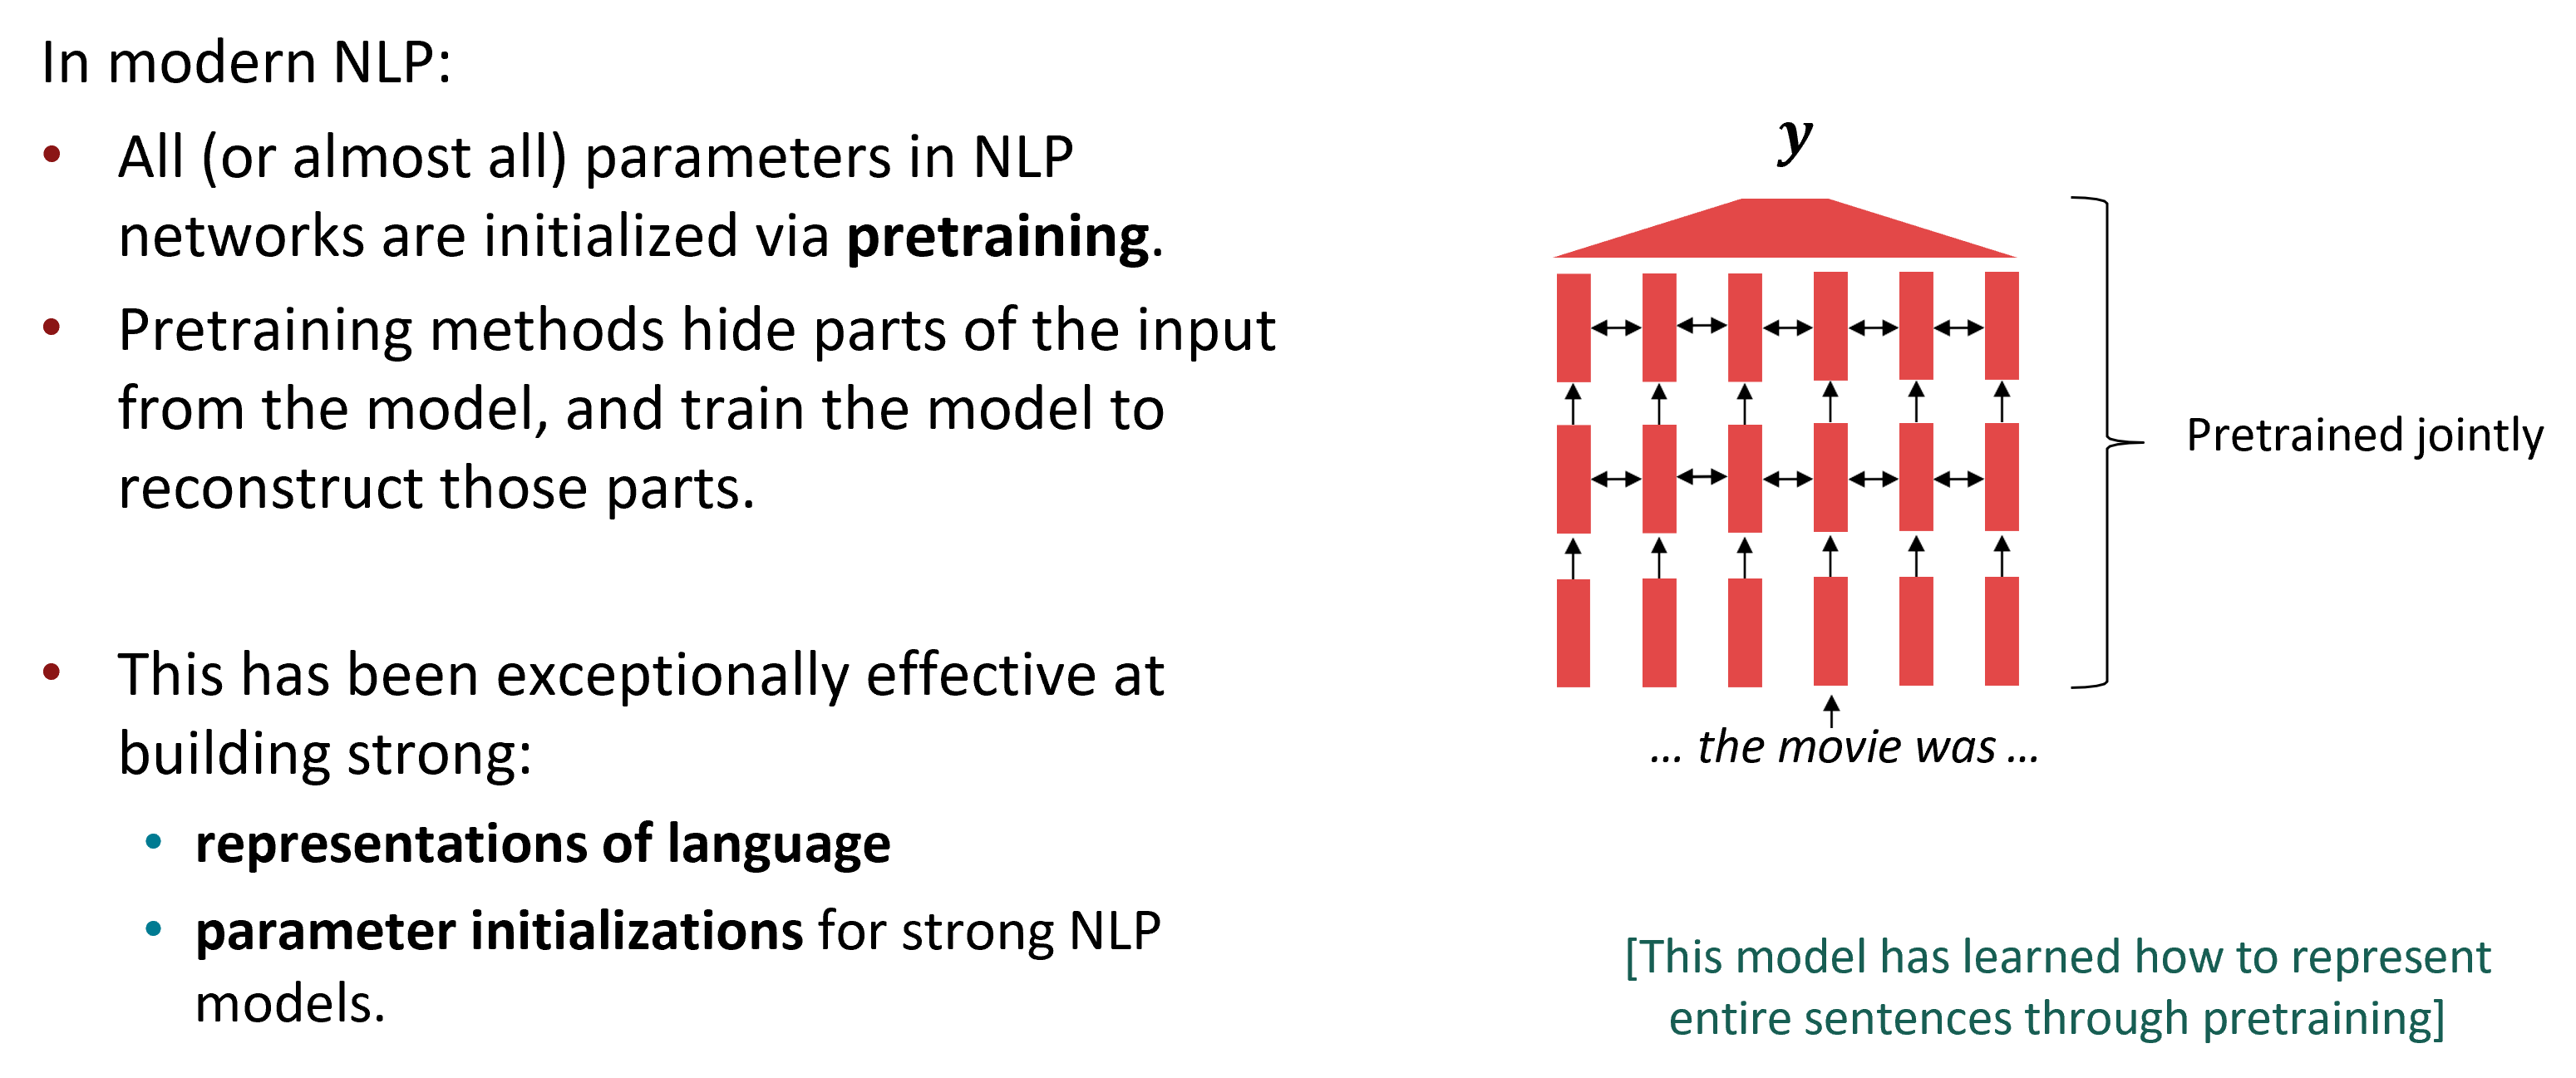 In modern NLP:
• All (or almost all) parameters in NLP
networks are initialized via pretraining.
• Pretraining methods hide parts of the input
from the model, and train the model to
reconstruct those parts.
• This has been exceptionally effective at
building strong:
• representations of language
• parameter initializations for strong NLP
models.
y
Pretrained jointly
... the movie was ...
[This model has learned how to represent
entire sentences through pretraining]